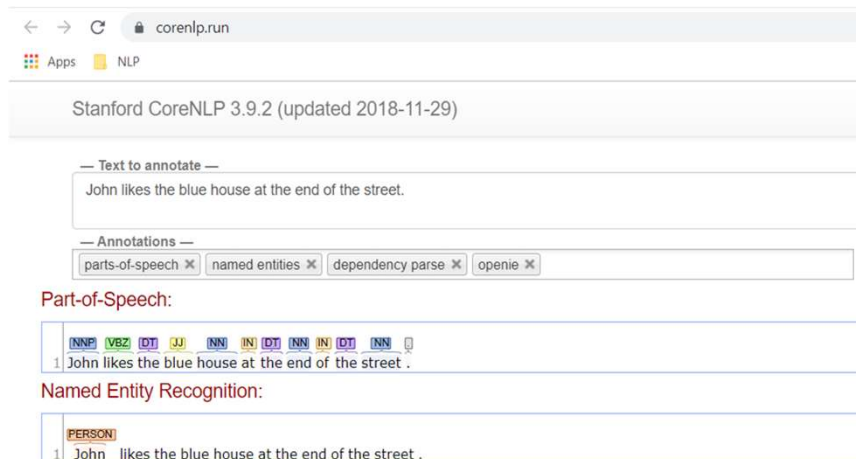 corenlp.run
Apps NLP
Stanford CoreNLP 3.9.2 (updated 2018-11-29)
— Text to annotate —
John likes the blue house at the end of the street.
— Annotations —
parts-of-speech × named entities × dependency parse × openie ×
Part-of-Speech:
NNP VBZ DT JJ NN IN DT NN IN DT NN .
1 John likes the blue house at the end of the street .
Named Entity Recognition:
PERSON
1 John likes the blue house at the end of the street .